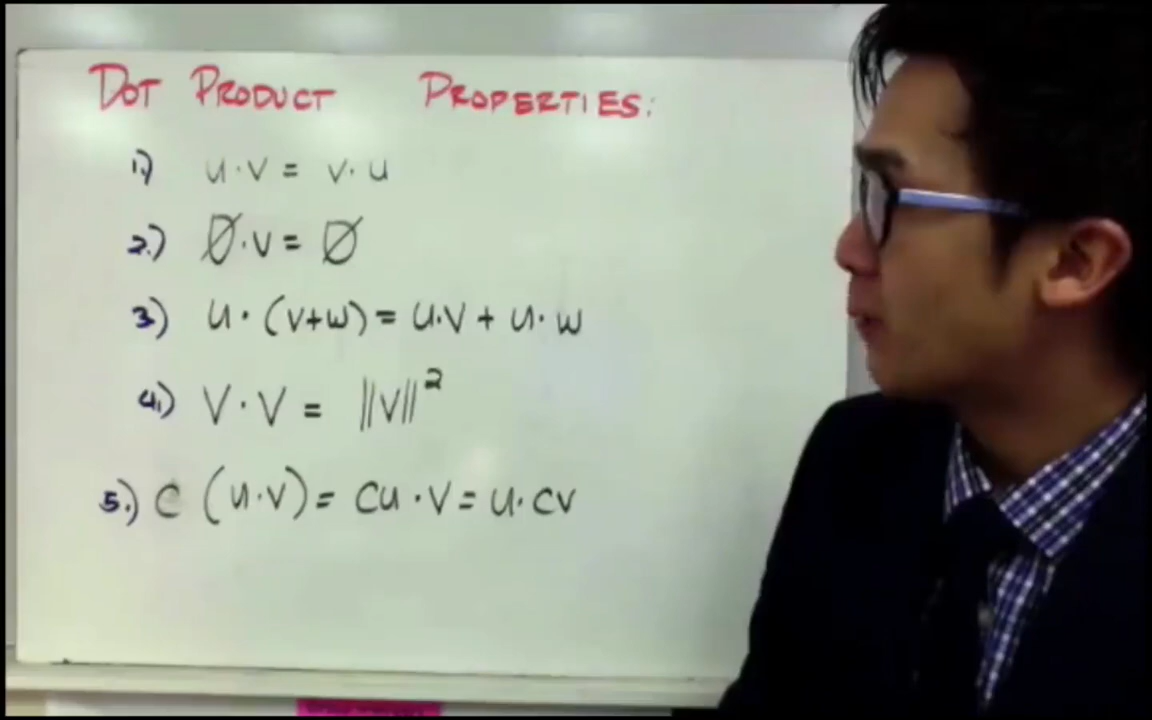 DOT PRODUCT PROPERTIES:
1.) u·v = v·u
2.) Ø·v = Ø
3.) u·(v+w) = u·v + u·w
4.) v·v = ||v||²
5.) c (u·v) = cu·v = u·cv